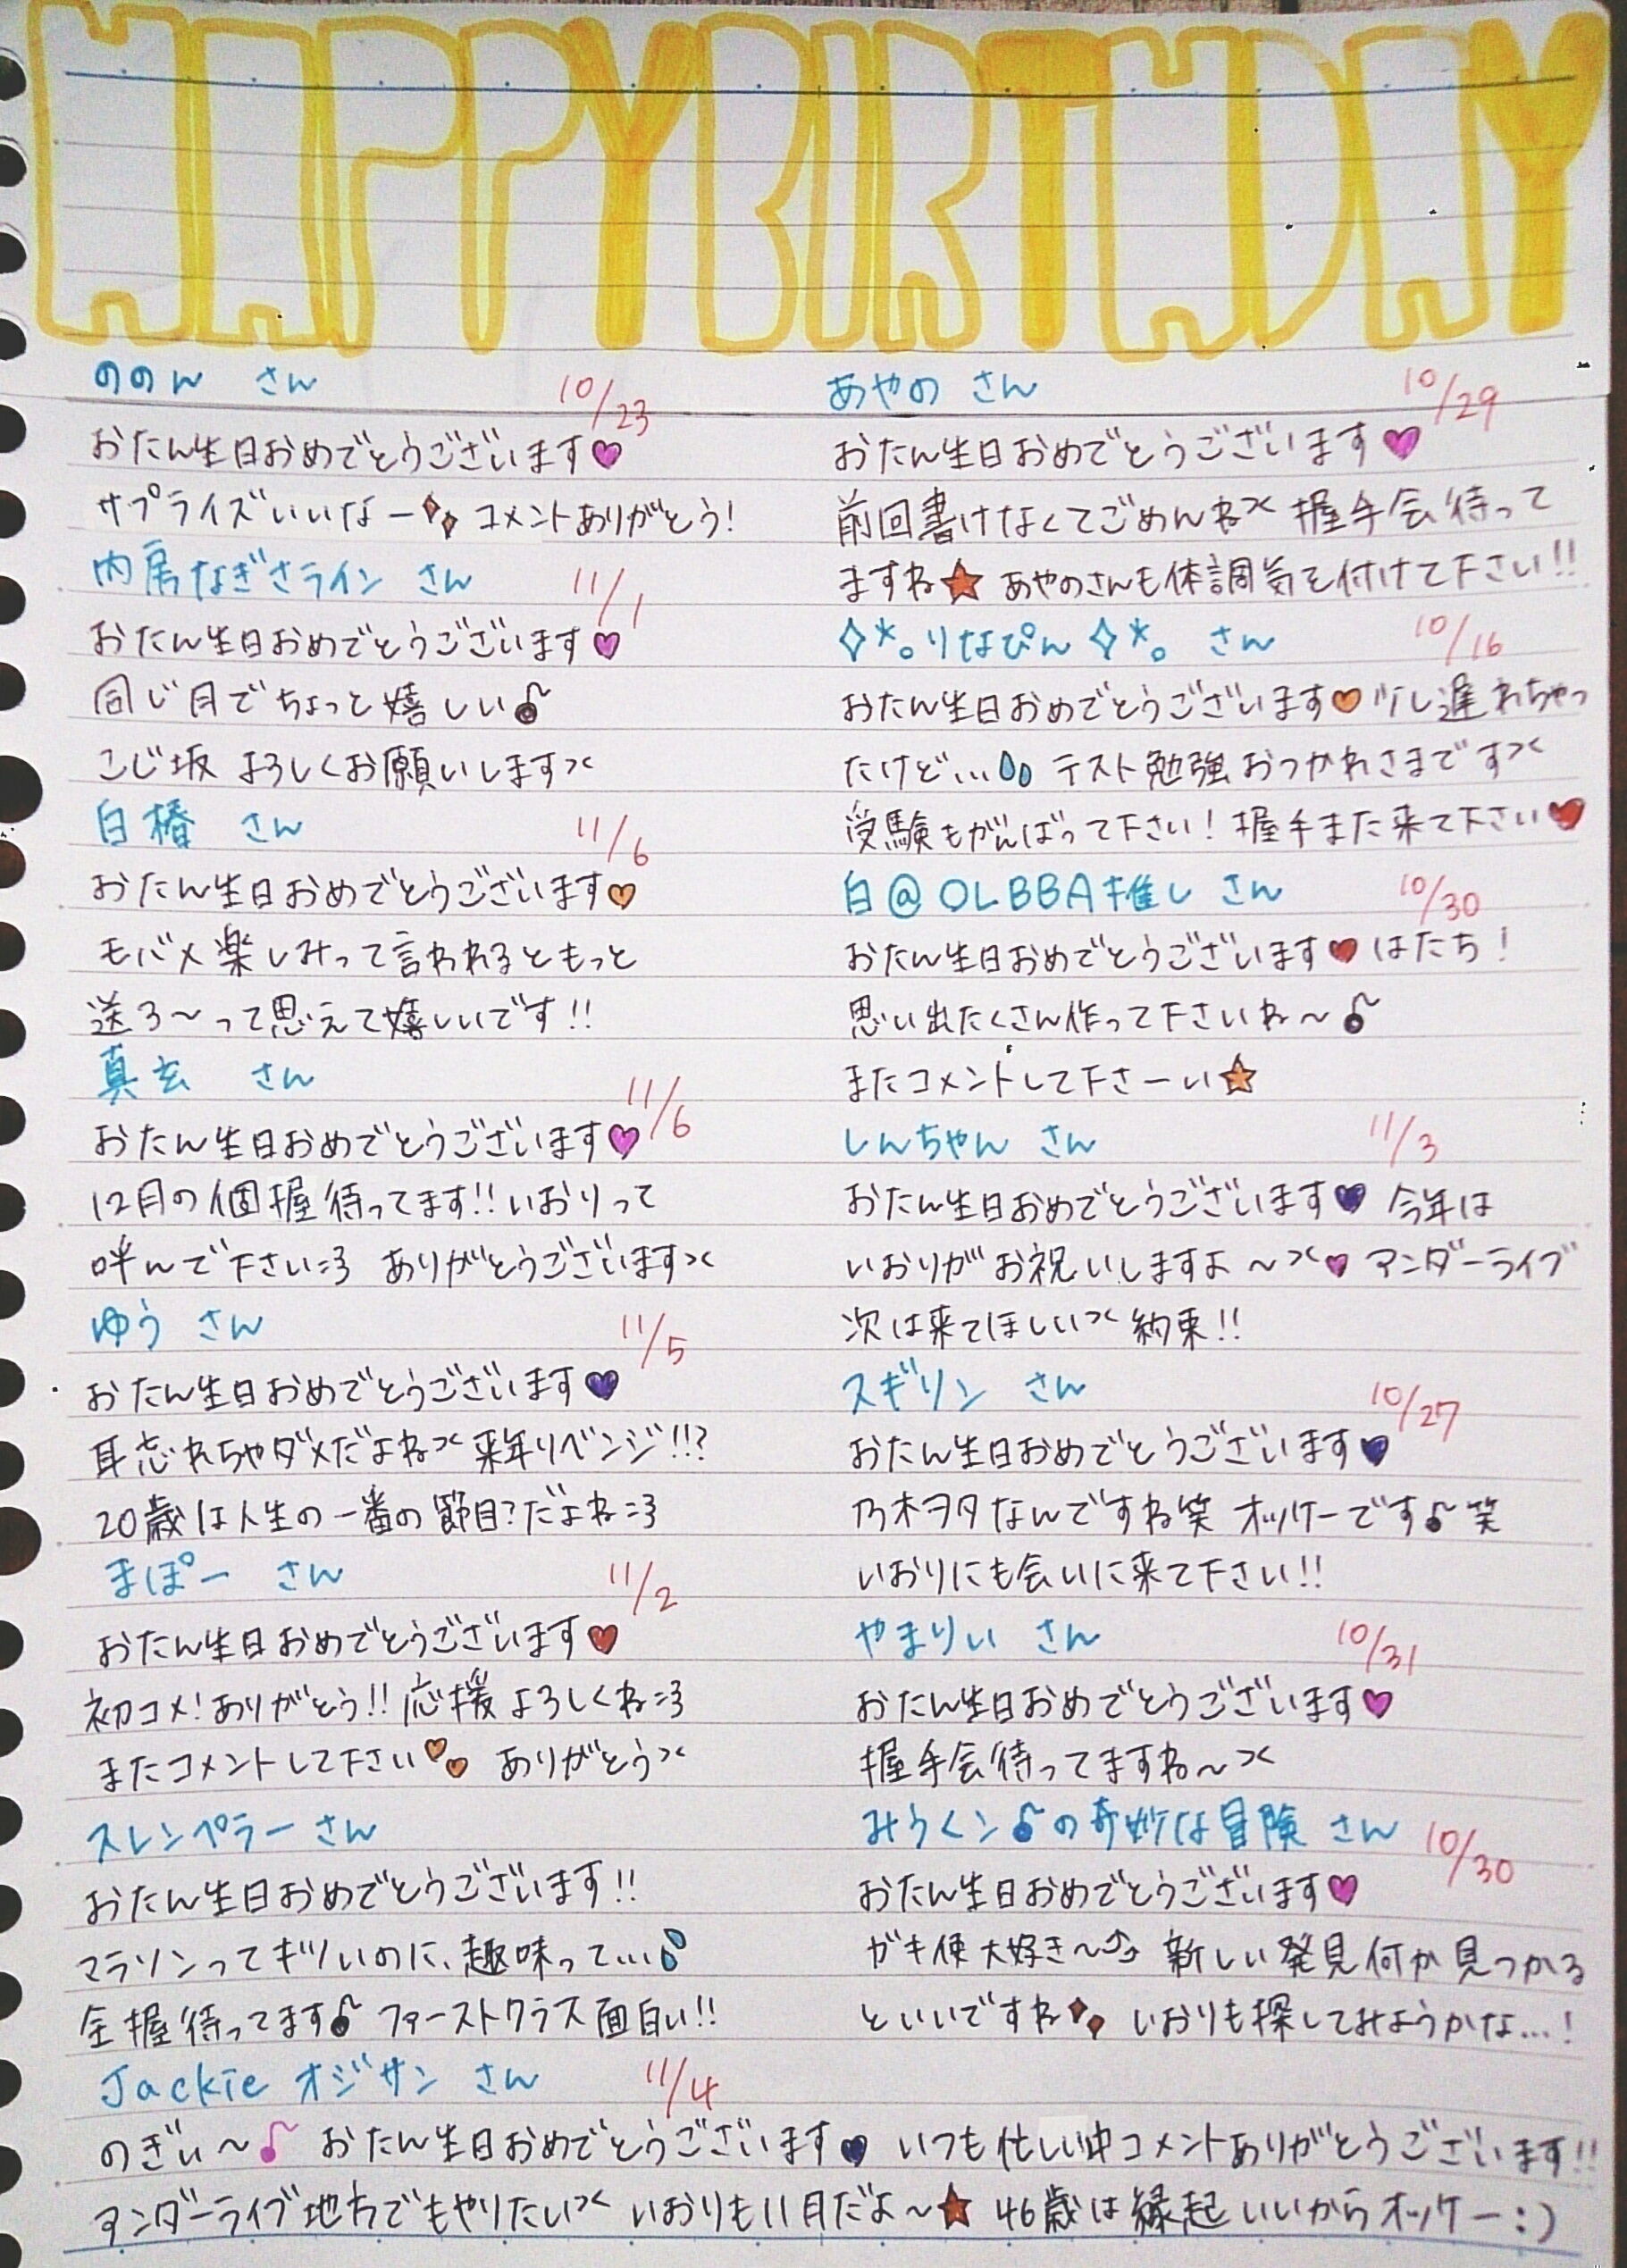 HAPPY BIRTHDAY
ののん さん 10/23
おたん生日おめでとうございます♥
サプライズいいなー コメントありがとう!
内房なぎさライン さん 11/1
おたん生日おめでとうございます♥
同じ月でちょっと嬉しい♪
こじ坂 よろしくお願いします><
白椿 さん 11/6
おたん生日おめでとうございます♥
モバメ楽しみって言われるともっと
送ろ〜って思えて嬉しいです!!
真玄 さん 11/6
おたん生日おめでとうございます♥
12月の個握待ってます!!いおりって
呼んで下さい=3 ありがとうございます><
ゆう さん 11/5
おたん生日おめでとうございます♥
耳忘れちゃダメだよね>< 来年リベンジ!!?
20歳は人生の一番の節目?だよね=3
まぽー さん 11/2
おたん生日おめでとうございます♥
初コメ!ありがとう!! 応援よろしくね=3
またコメントして下さい♥♥ ありがとう><
スレンペラー さん
おたん生日おめでとうございます!!
マラソンってキツいのに、趣味って...
全握待ってます♪ ファーストクラス面白い!!
あやの さん 10/29
おたん生日おめでとうございます♥
前回書けなくてごめんね>< 握手会待って
ますね★ あやのさんも体調気を付けて下さい!!
✧*。りなぴん✧*。 さん 10/16
おたん生日おめでとうございます♥少し遅れちゃっ
たけど... テスト勉強おつかれさまです><
受験もがんばって下さい! 握手また来て下さい♥
白@OLBBA推し さん 10/30
おたん生日おめでとうございます♥ はたち!
思い出たくさん作って下さいね〜♪
またコメントして下さーい★
しんちゃん さん 11/3
おたん生日おめでとうございます♥ 今年は
いおりがお祝いしますよ〜><♥ アンダーライブ
次は来てほしい>< 約束!!
スギリン さん 10/27
おたん生日おめでとうございます♥
乃木ヲタなんですね笑 オッケーです♪笑
いおりにも会いに来て下さい!!
やまりぃ さん 10/31
おたん生日おめでとうございます♥
握手会待ってますね〜><
みうくン♪の奇妙な冒険 さん 10/30
おたん生日おめでとうございます♥
ガキ使大好き〜 新しい発見何か見つかる
といいですね いおりも探してみようかな...!
Jackie オジサン さん 11/4
のぎぃ〜♪ おたん生日おめでとうございます♥ いつも忙しい中コメントありがとうございます!!
アンダーライブ地方でもやりたい>< いおりも11月だよ〜★ 46歳は縁起いいからオッケー:)